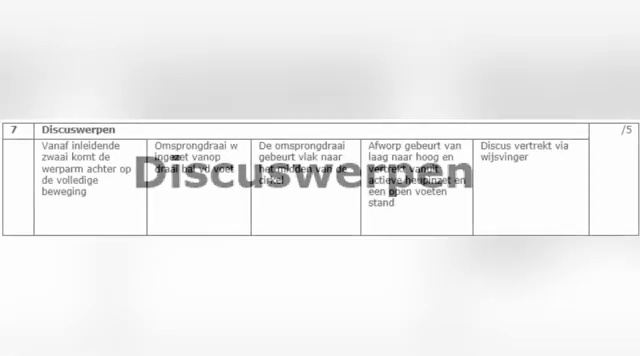 7 Discuswerpen /5
Vanaf inleidende
zwaai komt de
werparm achter op
de volledige
beweging
Omsprongdraai w
ingezet vanop
draai bal vd voet
De omsprongdraai
gebeurt vlak naar
het midden van de
cirkel
Afworp gebeurt van
laag naar hoog en
vertrekt vanuit
actieve heupinzet en
een open voeten
stand
Discus vertrekt via
wijsvinger
Discuswerpen